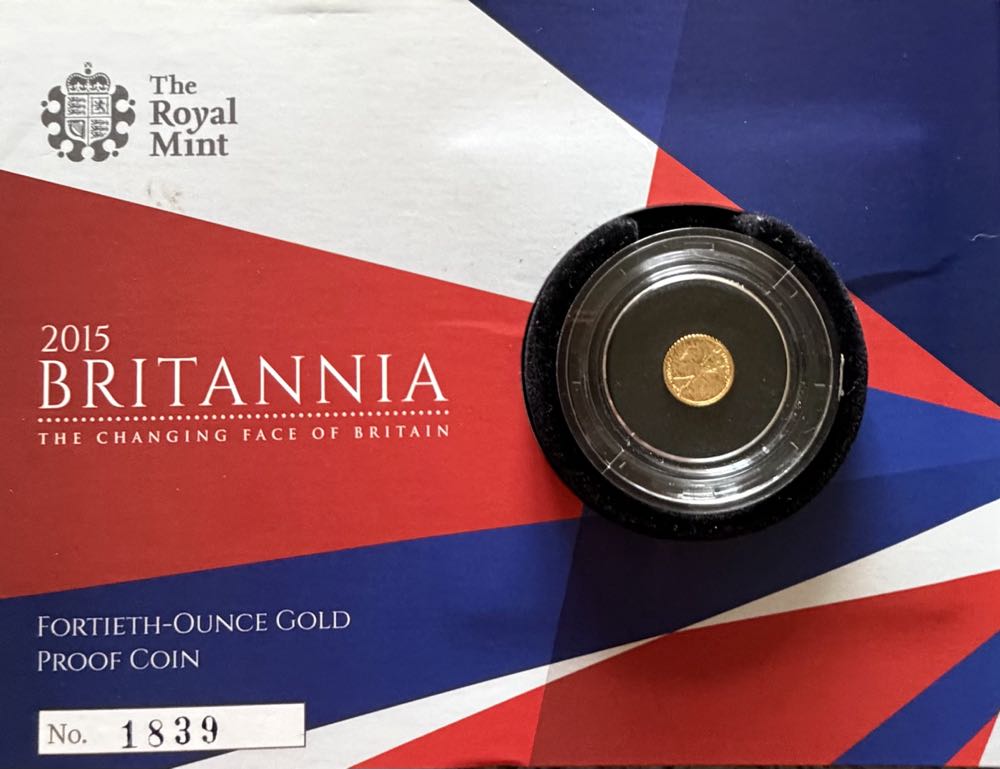 The
Royal
Mint
2015
BRITANNIA
THE CHANGING FACE OF BRITAIN
FORTIETH-OUNCE GOLD
PROOF COIN
No. 1839